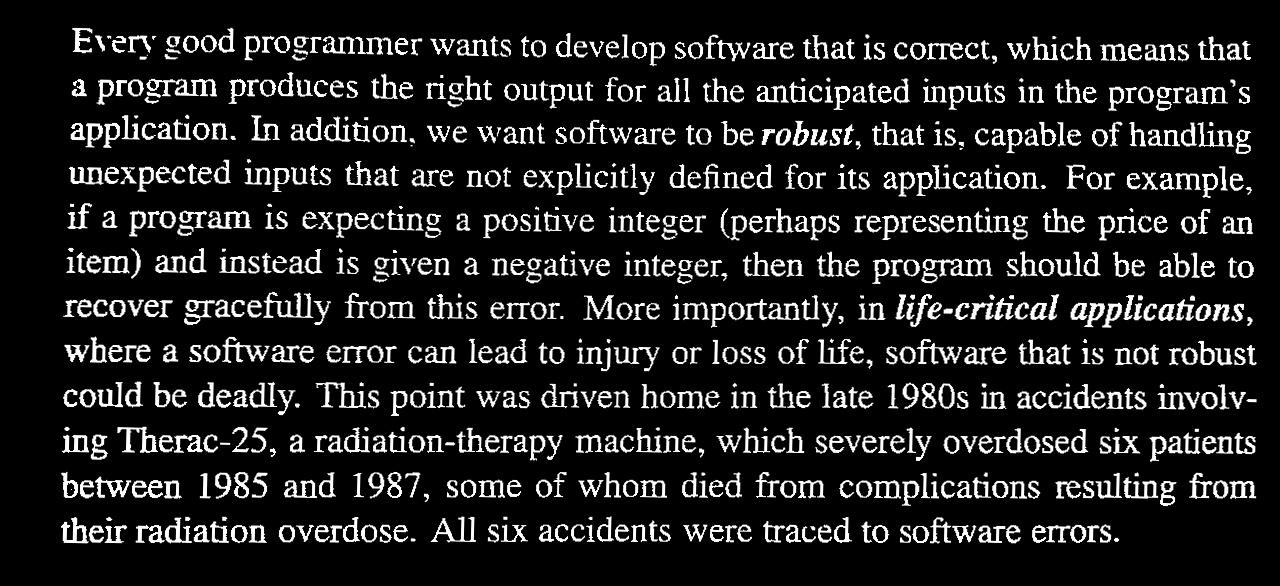 Every good programmer wants to develop software that is correct, which means that
a program produces the right output for all the anticipated inputs in the program's
application. In addition, we want software to be robust, that is, capable of handling
unexpected inputs that are not explicitly defined for its application. For example,
if a program is expecting a positive integer (perhaps representing the price of an
item) and instead is given a negative integer, then the program should be able to
recover gracefully from this error. More importantly, in life-critical applications,
where a software error can lead to injury or loss of life, software that is not robust
could be deadly. This point was driven home in the late 1980s in accidents involv-
ing Therac-25, a radiation-therapy machine, which severely overdosed six patients
between 1985 and 1987, some of whom died from complications resulting from
their radiation overdose. All six accidents were traced to software errors.